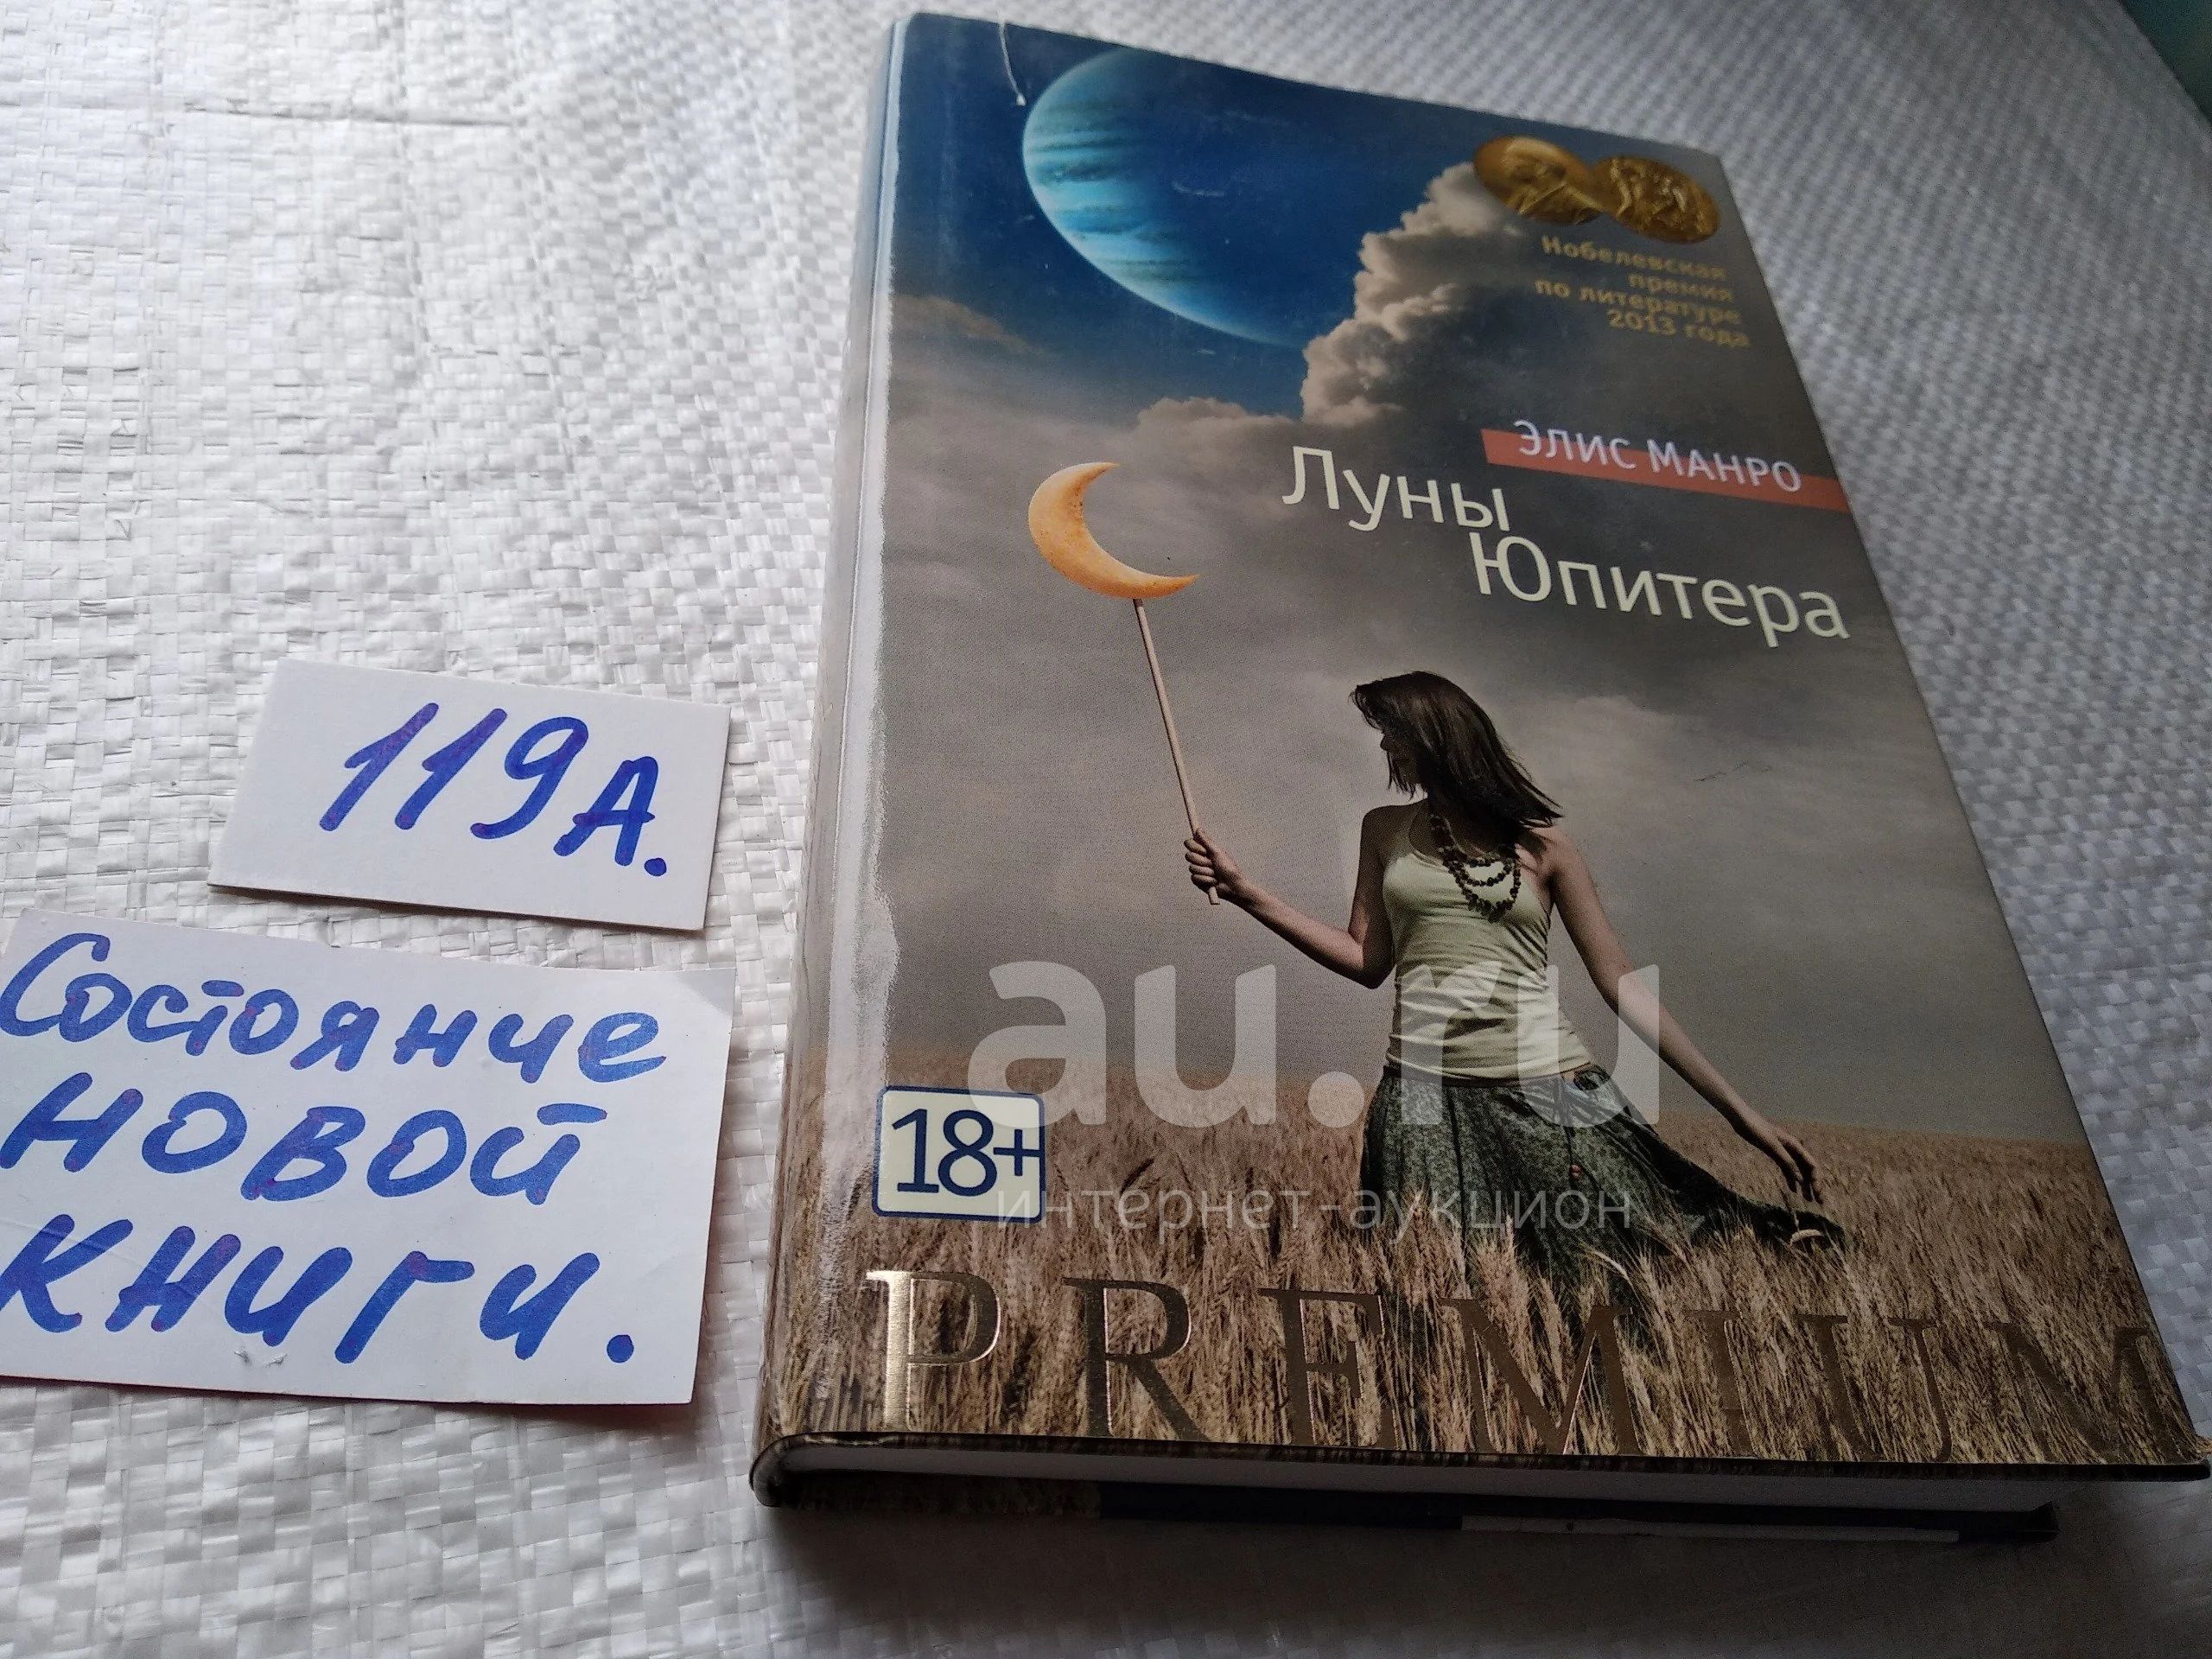 Нобелевская
премия
по литературе
2013 года
ЭЛИС МАНРО
Луны
Юпитера
119А.
Состояние
новой
книги.
au.ru
интернет-аукцион
18+
PREMIUM